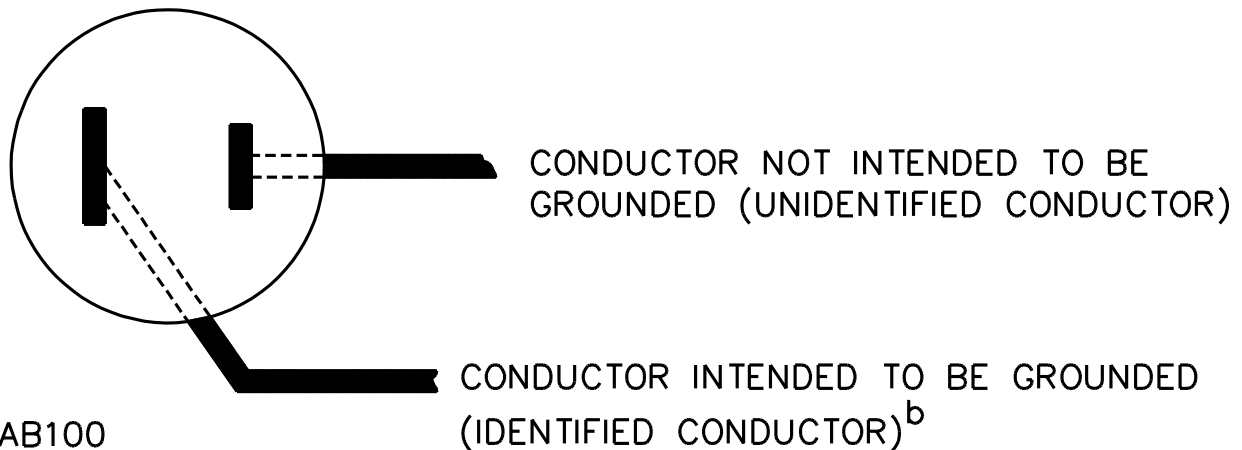 CONDUCTOR NOT INTENDED TO BE
GROUNDED (UNIDENTIFIED CONDUCTOR)
CONDUCTOR INTENDED TO BE GROUNDED
(IDENTIFIED CONDUCTOR)b
AB100